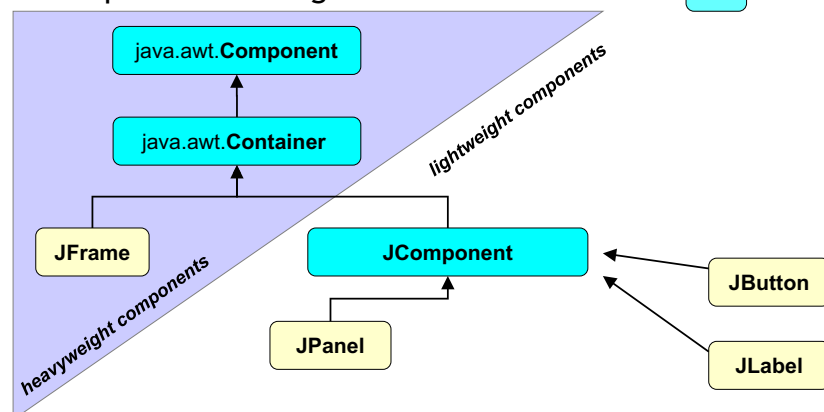 java.awt.Component
lightweight components
java.awt.Container
JFrame
JComponent
JButton
heavyweight components
JPanel
JLabel